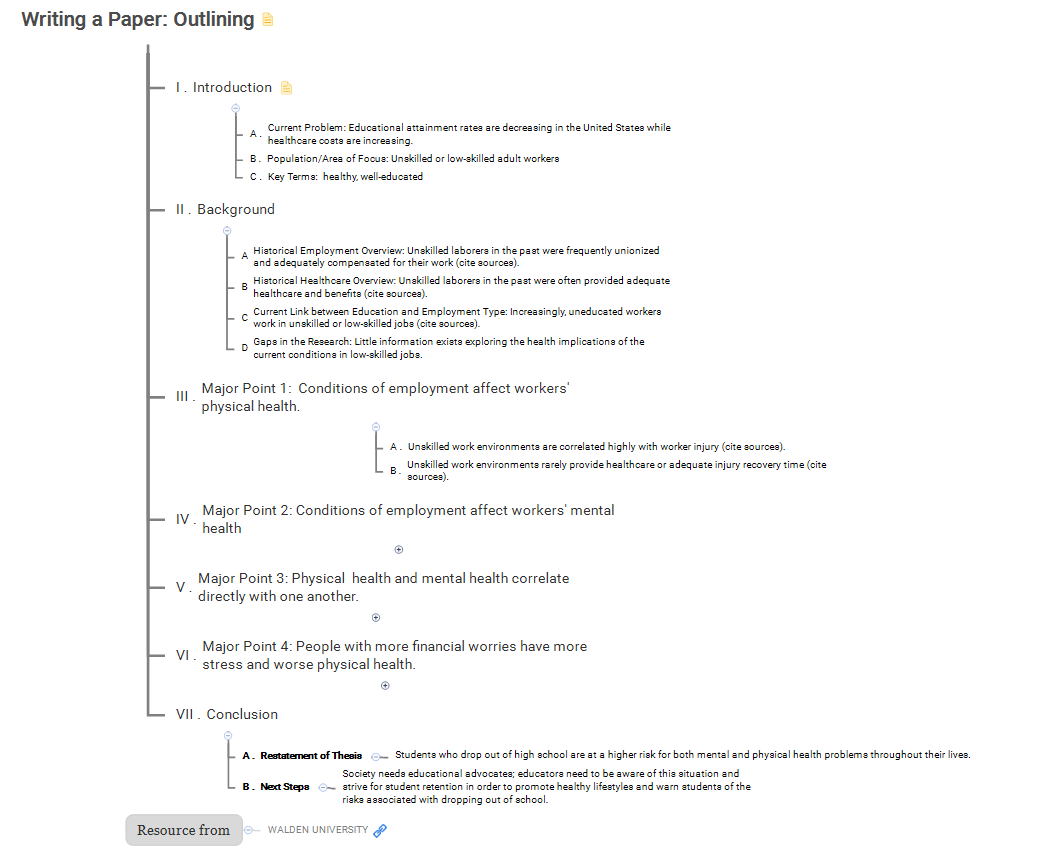 Writing a Paper: Outlining
I . Introduction
A . Current Problem: Educational attainment rates are decreasing in the United States while
healthcare costs are increasing.
B . Population/Area of Focus: Unskilled or low-skilled adult workers
C . Key Terms: healthy, well-educated
II . Background
A Historical Employment Overview: Unskilled laborers in the past were frequently unionized
and adequately compensated for their work (cite sources).
B Historical Healthcare Overview: Unskilled laborers in the past were often provided adequate
healthcare and benefits (cite sources).
C Current Link between Education and Employment Type: Increasingly, uneducated workers
work in unskilled or low-skilled jobs (cite sources).
D Gaps in the Research: Little information exists exploring the health implications of the
current conditions in low-skilled jobs.
III . Major Point 1: Conditions of employment affect workers'
physical health.
A . Unskilled work environments are correlated highly with worker injury (cite sources).
B . Unskilled work environments rarely provide healthcare or adequate injury recovery time (cite
sources).
IV . Major Point 2: Conditions of employment affect workers' mental
health
V . Major Point 3: Physical health and mental health correlate
directly with one another.
VI . Major Point 4: People with more financial worries have more
stress and worse physical health.
VII . Conclusion
A . Restatement of Thesis Students who drop out of high school are at a higher risk for both mental and physical health problems throughout their lives.
B . Next Steps Society needs educational advocates; educators need to be aware of this situation and
strive for student retention in order to promote healthy lifestyles and warn students of the
risks associated with dropping out of school.
Resource from WALDEN UNIVERSITY